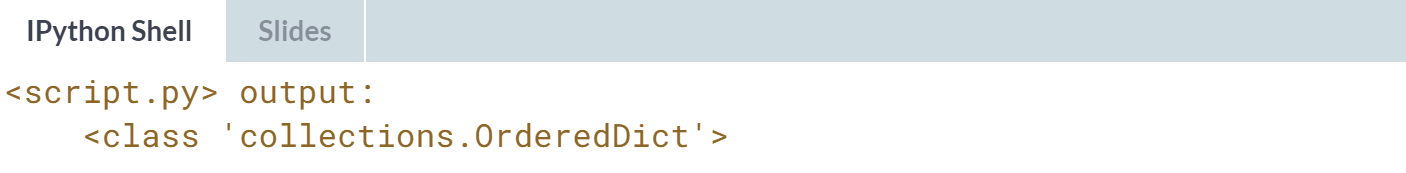 IPython Shell Slides
<script.py> output:
<class 'collections.OrderedDict'>